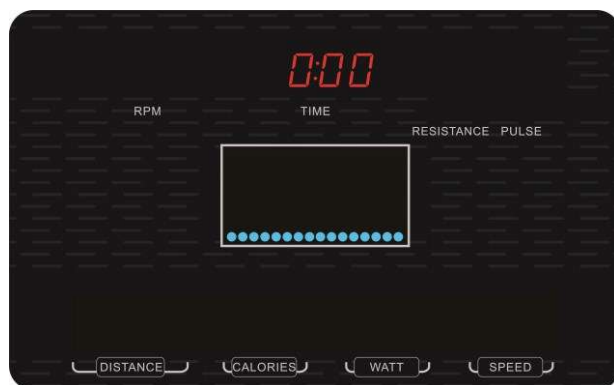 0:00
RPM TIME
RESISTANCE PULSE
DISTANCE CALORIES WATT SPEED